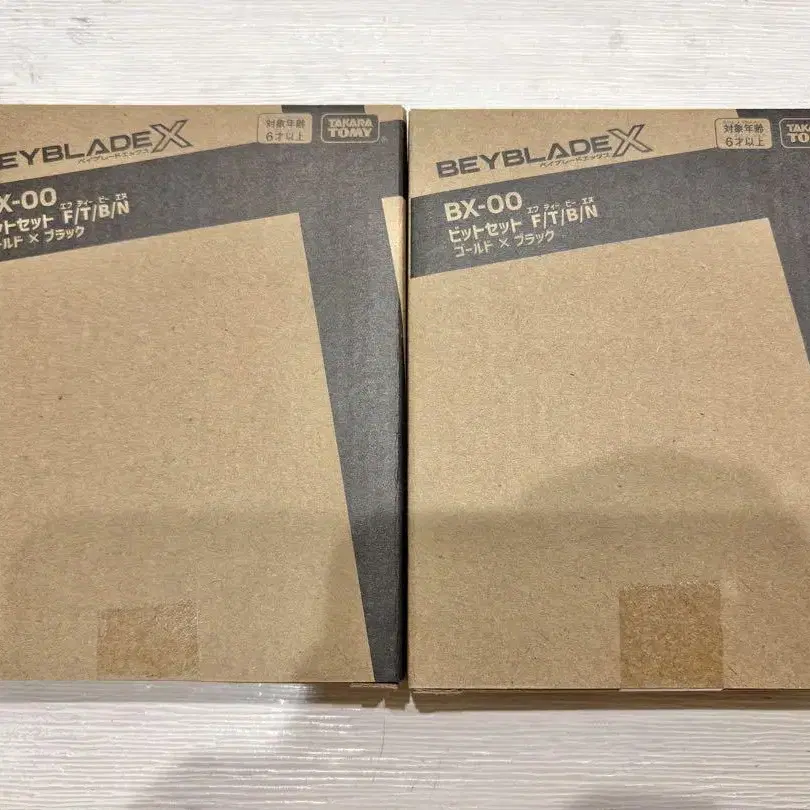 EYBLADE X
ベイブレードエックス
対象年齢
6才以上
TAKARA
TOMY
X-00
エフ ティー ビー エヌ
ットセット F/T/B/N
ールド × ブラック
BEYBLADE X
ベイブレードエックス
対象年齢
6才以上
TAKA
TO
BX-00
エフ ティー ビー エヌ
ビットセット F/T/B/N
ゴールド × ブラック